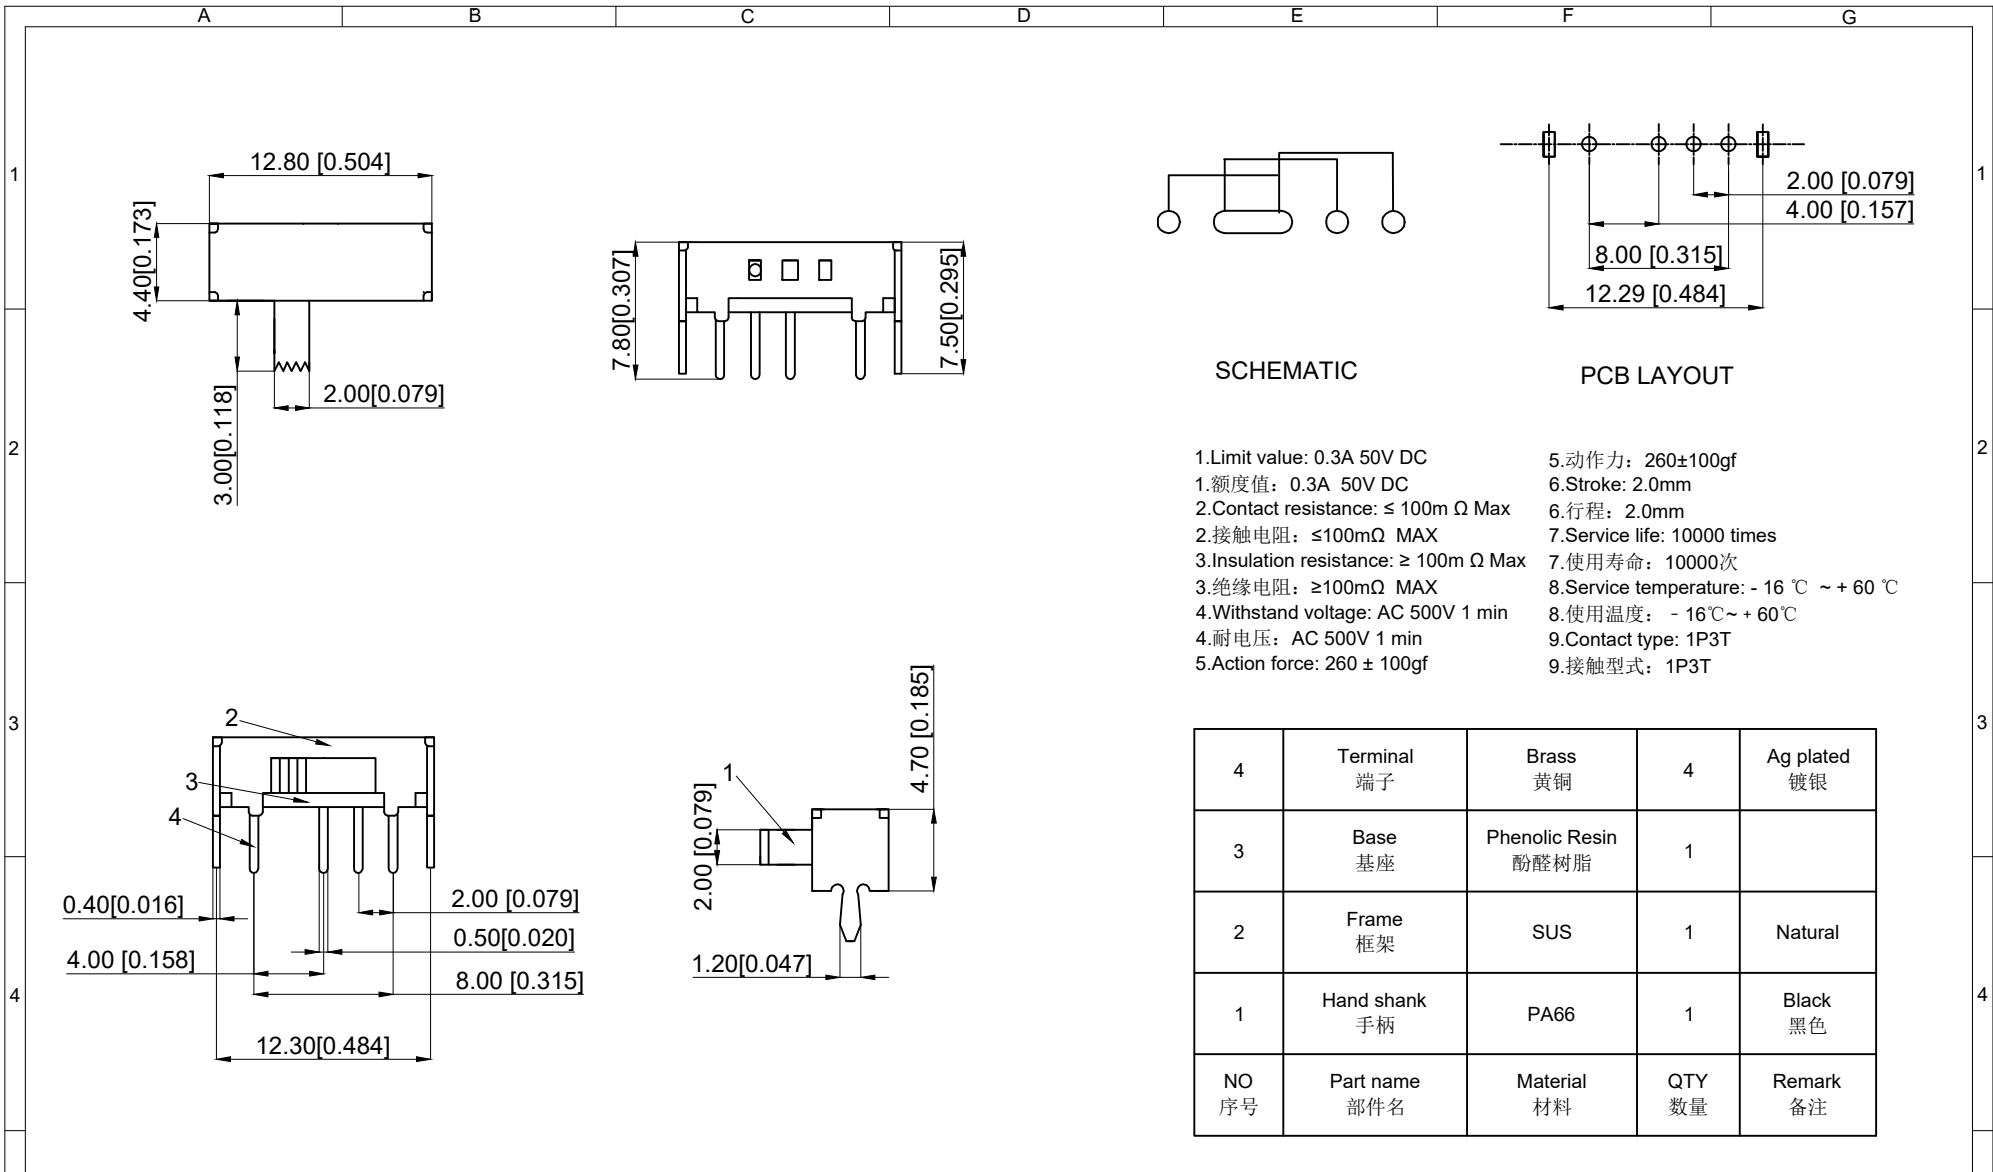 A B C D E F G
1
2
3
4
1
2
3
4
12.80 [0.504]
4.40[0.173]
3.00[0.118]
2.00[0.079]
7.80[0.307]
7.50[0.295]
SCHEMATIC
2.00 [0.079]
4.00 [0.157]
8.00 [0.315]
12.29 [0.484]
PCB LAYOUT
1.Limit value: 0.3A 50V DC
1.额度值：0.3A 50V DC
2.Contact resistance: ≤ 100m Ω Max
2.接触电阻：≤100mΩ MAX
3.Insulation resistance: ≥ 100m Ω Max
3.绝缘电阻：≥100mΩ MAX
4.Withstand voltage: AC 500V 1 min
4.耐电压：AC 500V 1 min
5.Action force: 260 ± 100gf
5.动作力：260±100gf
6.Stroke: 2.0mm
6.行程：2.0mm
7.Service life: 10000 times
7.使用寿命：10000次
8.Service temperature: - 16 ℃ ~ + 60 ℃
8.使用温度： - 16℃~ + 60℃
9.Contact type: 1P3T
9.接触型式：1P3T
2
3
4
0.40[0.016]
4.00 [0.158]
2.00 [0.079]
0.50[0.020]
8.00 [0.315]
12.30[0.484]
1
2.00 [0.079]
4.70 [0.185]
1.20[0.047]
4 Terminal Brass 4 Ag plated
端子 黄铜 镀银
3 Base Phenolic Resin 1
基座 酚醛树脂
2 Frame SUS 1 Natural
框架
1 Hand shank PA66 1 Black
手柄 黑色
NO Part name Material QTY Remark
序号 部件名 材料 数量 备注